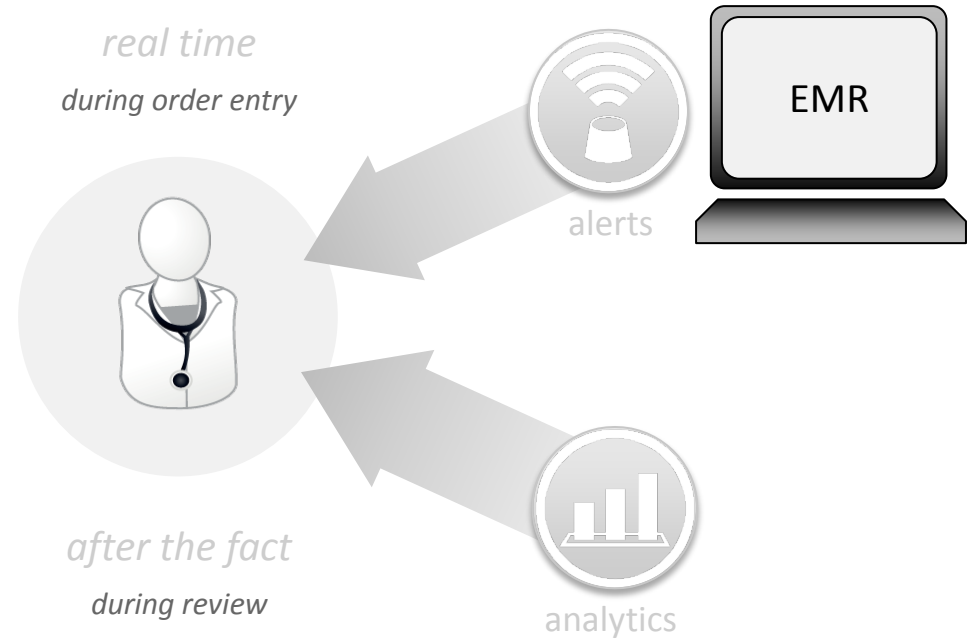 real time
during order entry
EMR
alerts
after the fact
during review
analytics